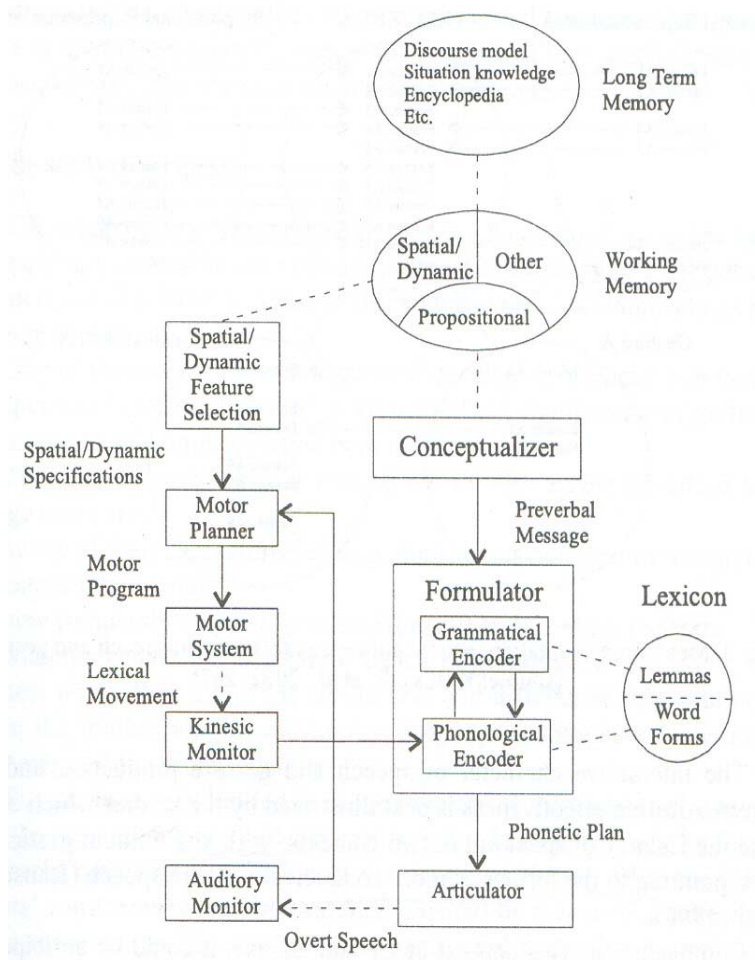 Discourse model
Situation knowledge
Encyclopedia
Etc.
Long Term
Memory
Spatial/
Dynamic
Other
Propositional
Working
Memory
Spatial/
Dynamic
Feature
Selection
Spatial/Dynamic
Specifications
Conceptualizer
Motor
Planner
Preverbal
Message
Motor
Program
Formulator
Lexicon
Motor
System
Grammatical
Encoder
Lemmas
Word
Forms
Lexical
Movement
Kinesic
Monitor
Phonological
Encoder
Phonetic Plan
Auditory
Monitor
Articulator
Overt Speech